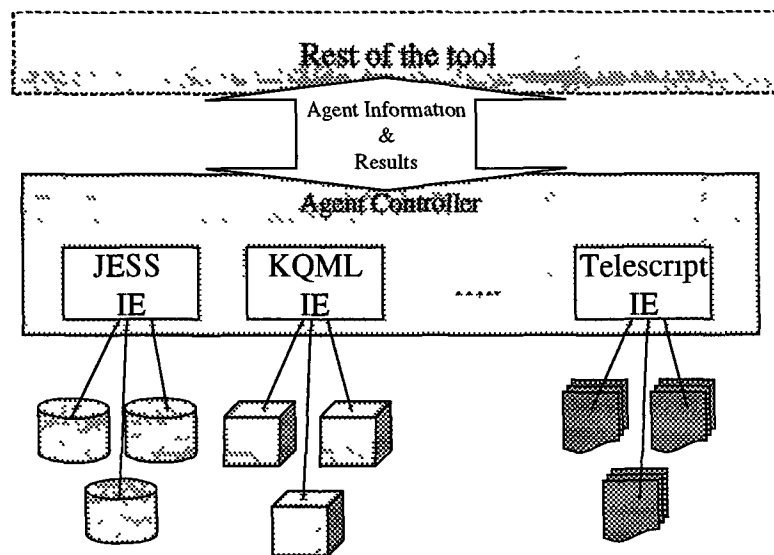 Rest of the tool
Agent Information
&
Results
Agent Controller
JESS
IE
KQML
IE
.....
Telescript
IE